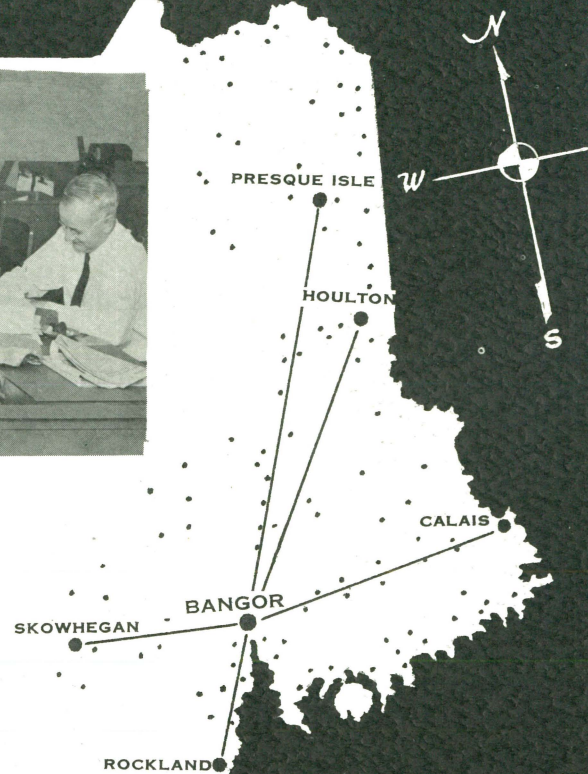 N
PRESQUE ISLE
W
HOULTON
S
CALAIS
BANGOR
SKOWHEGAN
ROCKLAND